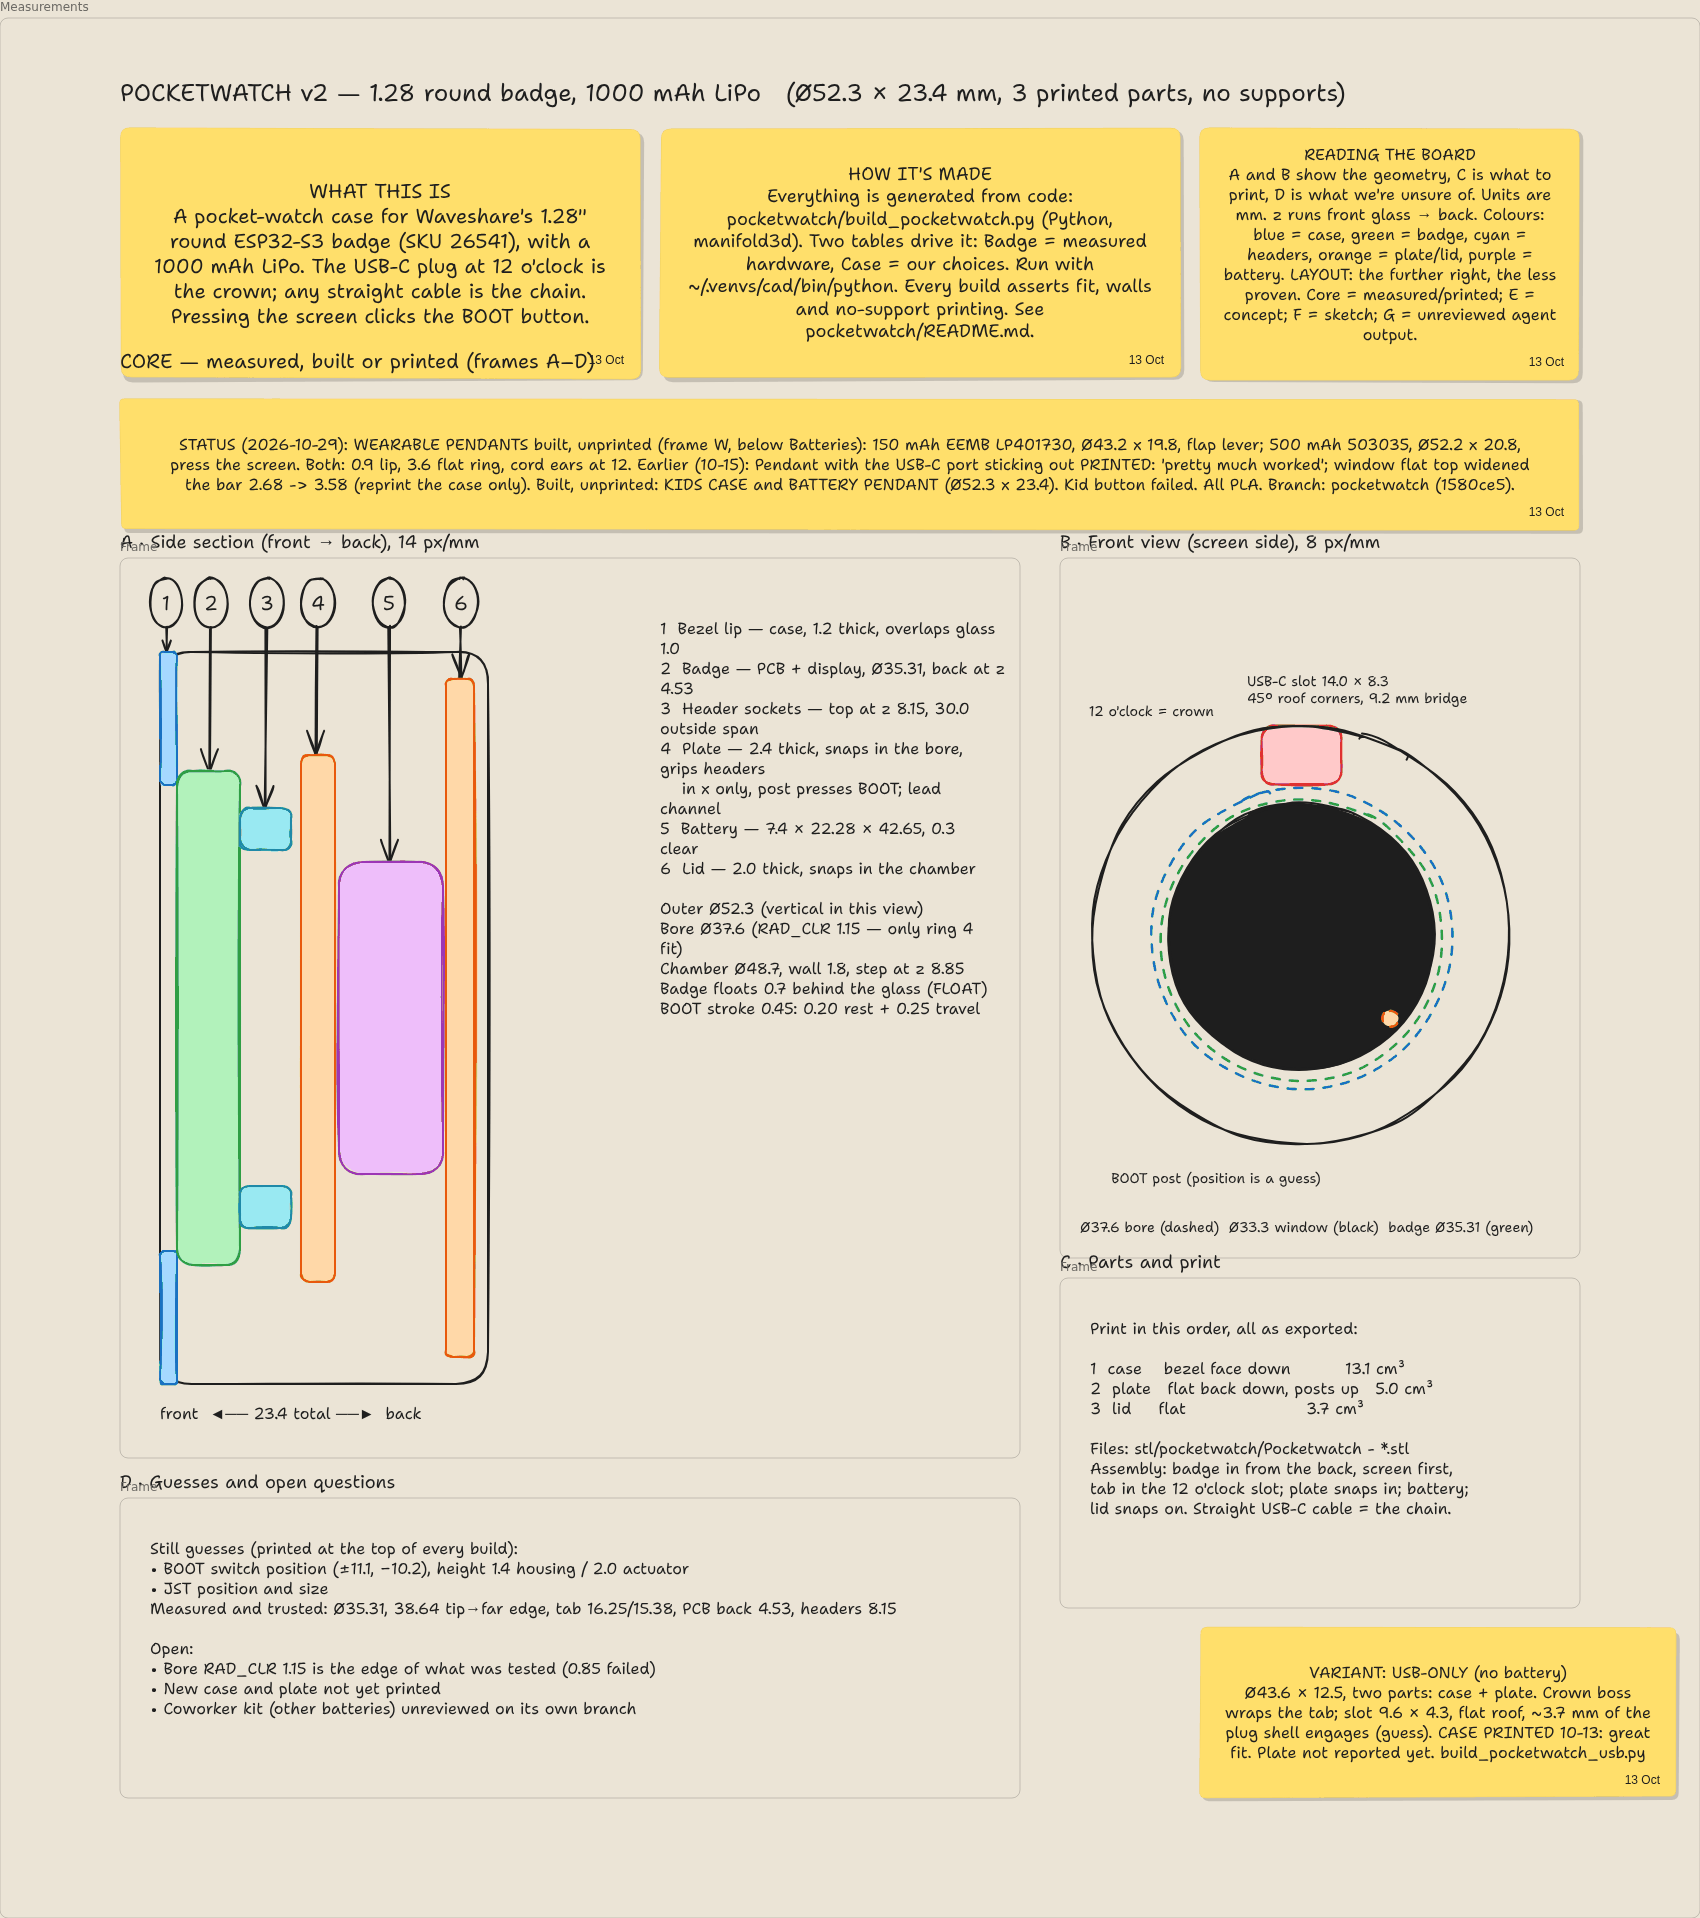 Measurements
POCKETWATCH v2 — 1.28 round badge, 1000 mAh LiPo (Ø52.3 × 23.4 mm, 3 printed parts, no supports)
WHAT THIS IS
A pocket-watch case for Waveshare's 1.28"
round ESP32-S3 badge (SKU 26541), with a
1000 mAh LiPo. The USB-C plug at 12 o'clock is
the crown; any straight cable is the chain.
Pressing the screen clicks the BOOT button.
13 Oct
CORE — measured, built or printed (frames A–D)
HOW IT'S MADE
Everything is generated from code:
pocketwatch/build_pocketwatch.py (Python,
manifold3d). Two tables drive it: Badge = measured
hardware, Case = our choices. Run with
~/.venvs/cad/bin/python. Every build asserts fit, walls
and no-support printing. See
pocketwatch/README.md.
13 Oct
READING THE BOARD
A and B show the geometry, C is what to
print, D is what we're unsure of. Units are
mm. z runs front glass → back. Colours:
blue = case, green = badge, cyan =
headers, orange = plate/lid, purple =
battery. LAYOUT: the further right, the less
proven. Core = measured/printed; E =
concept; F = sketch; G = unreviewed agent
output.
13 Oct
STATUS (2026-10-29): WEARABLE PENDANTS built, unprinted (frame W, below Batteries): 150 mAh EEMB LP401730, Ø43.2 x 19.8, flap lever; 500 mAh 503035, Ø52.2 x 20.8,
press the screen. Both: 0.9 lip, 3.6 flat ring, cord ears at 12. Earlier (10-15): Pendant with the USB-C port sticking out PRINTED: 'pretty much worked'; window flat top widened
the bar 2.68 -> 3.58 (reprint the case only). Built, unprinted: KIDS CASE and BATTERY PENDANT (Ø52.3 x 23.4). Kid button failed. All PLA. Branch: pocketwatch (1580ce5).
13 Oct
A · Side section (front → back), 14 px/mm
Frame
1
2
3
4
5
6
1 Bezel lip — case, 1.2 thick, overlaps glass
1.0
2 Badge — PCB + display, Ø35.31, back at z
4.53
3 Header sockets — top at z 8.15, 30.0
outside span
4 Plate — 2.4 thick, snaps in the bore,
grips headers
in x only, post presses BOOT; lead
channel
5 Battery — 7.4 × 22.28 × 42.65, 0.3
clear
6 Lid — 2.0 thick, snaps in the chamber
Outer Ø52.3 (vertical in this view)
Bore Ø37.6 (RAD_CLR 1.15 — only ring 4
fit)
Chamber Ø48.7, wall 1.8, step at z 8.85
Badge floats 0.7 behind the glass (FLOAT)
BOOT stroke 0.45: 0.20 rest + 0.25 travel
front ◄── 23.4 total ──► back
B · Front view (screen side), 8 px/mm
Frame
USB-C slot 14.0 × 8.3
45° roof corners, 9.2 mm bridge
12 o'clock = crown
BOOT post (position is a guess)
Ø37.6 bore (dashed) Ø33.3 window (black) badge Ø35.31 (green)
C · Parts and print
Frame
Print in this order, all as exported:
1 case bezel face down 13.1 cm³
2 plate flat back down, posts up 5.0 cm³
3 lid flat 3.7 cm³
Files: stl/pocketwatch/Pocketwatch - *.stl
Assembly: badge in from the back, screen first,
tab in the 12 o'clock slot; plate snaps in; battery;
lid snaps on. Straight USB-C cable = the chain.
D · Guesses and open questions
Frame
Still guesses (printed at the top of every build):
• BOOT switch position (±11.1, −10.2), height 1.4 housing / 2.0 actuator
• JST position and size
Measured and trusted: Ø35.31, 38.64 tip→far edge, tab 16.25/15.38, PCB back 4.53, headers 8.15
Open:
• Bore RAD_CLR 1.15 is the edge of what was tested (0.85 failed)
• New case and plate not yet printed
• Coworker kit (other batteries) unreviewed on its own branch
VARIANT: USB-ONLY (no battery)
Ø43.6 × 12.5, two parts: case + plate. Crown boss
wraps the tab; slot 9.6 × 4.3, flat roof, ~3.7 mm of the
plug shell engages (guess). CASE PRINTED 10-13: great
fit. Plate not reported yet. build_pocketwatch_usb.py
13 Oct